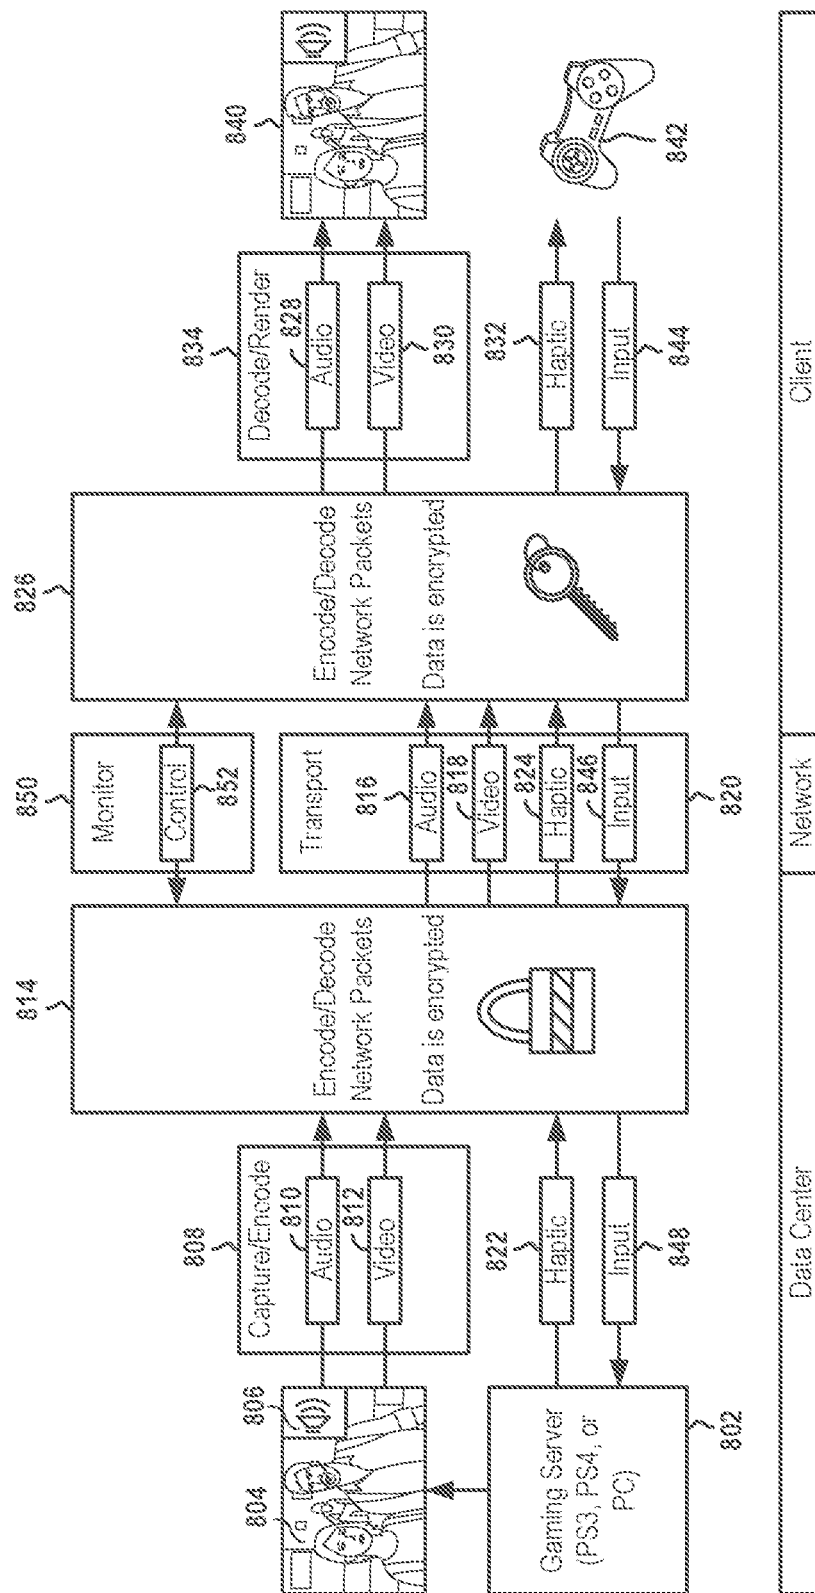 804
806
Gaming Server
(PS3, PS4, or
PC)
802
808
Capture/Encode
810
Audio
812
Video
822
Haptic
Input
848
814
Encode/Decode
Network Packets
Data is encrypted
850
Monitor
Control
852
Transport
816
Audio
818
Video
824
Haptic
846
Input
820
826
Encode/Decode
Network Packets
Data is encrypted
834
Decode/Render
828
Audio
Video
830
832
Haptic
Input
844
840
842
Data Center
Network
Client